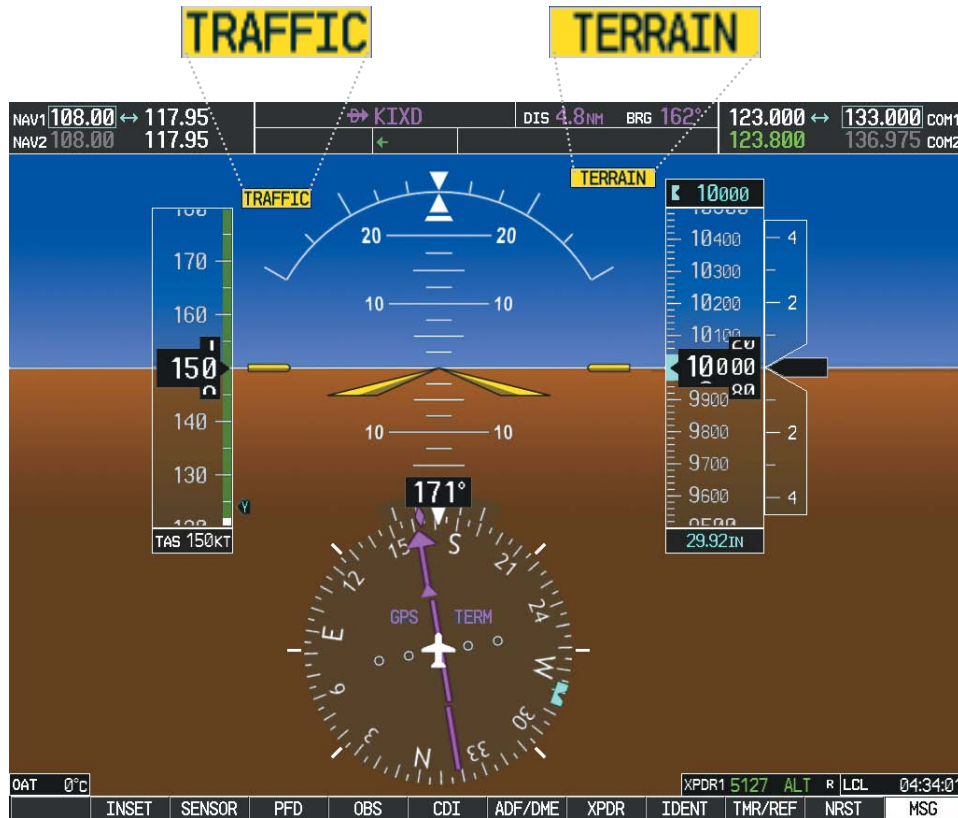 TRAFFIC TERRAIN
NAV1 108.00 ↔ 117.95 KIXD DIS 4.8NM BRG 162° 123.000 ↔ 133.000 COM1
NAV2 108.00 117.95 ← 123.800 136.975 COM2
TRAFFIC TERRAIN
10000
10400 4
170 20 20
10300
160 10 10 10200 2
10100
20
150 10000
80
9900
140 10 10 9800 2
9700
130 171° 9600 4
Y
TAS 150KT 29.92IN
15 S 21
12 24
GPS TERM
E W
6 30
3 N 33
OAT 0°C XPDR1 5127 ALT R LCL 04:34:01
INSET SENSOR PFD OBS CDI ADF/DME XPDR IDENT TMR/REF NRST MSG